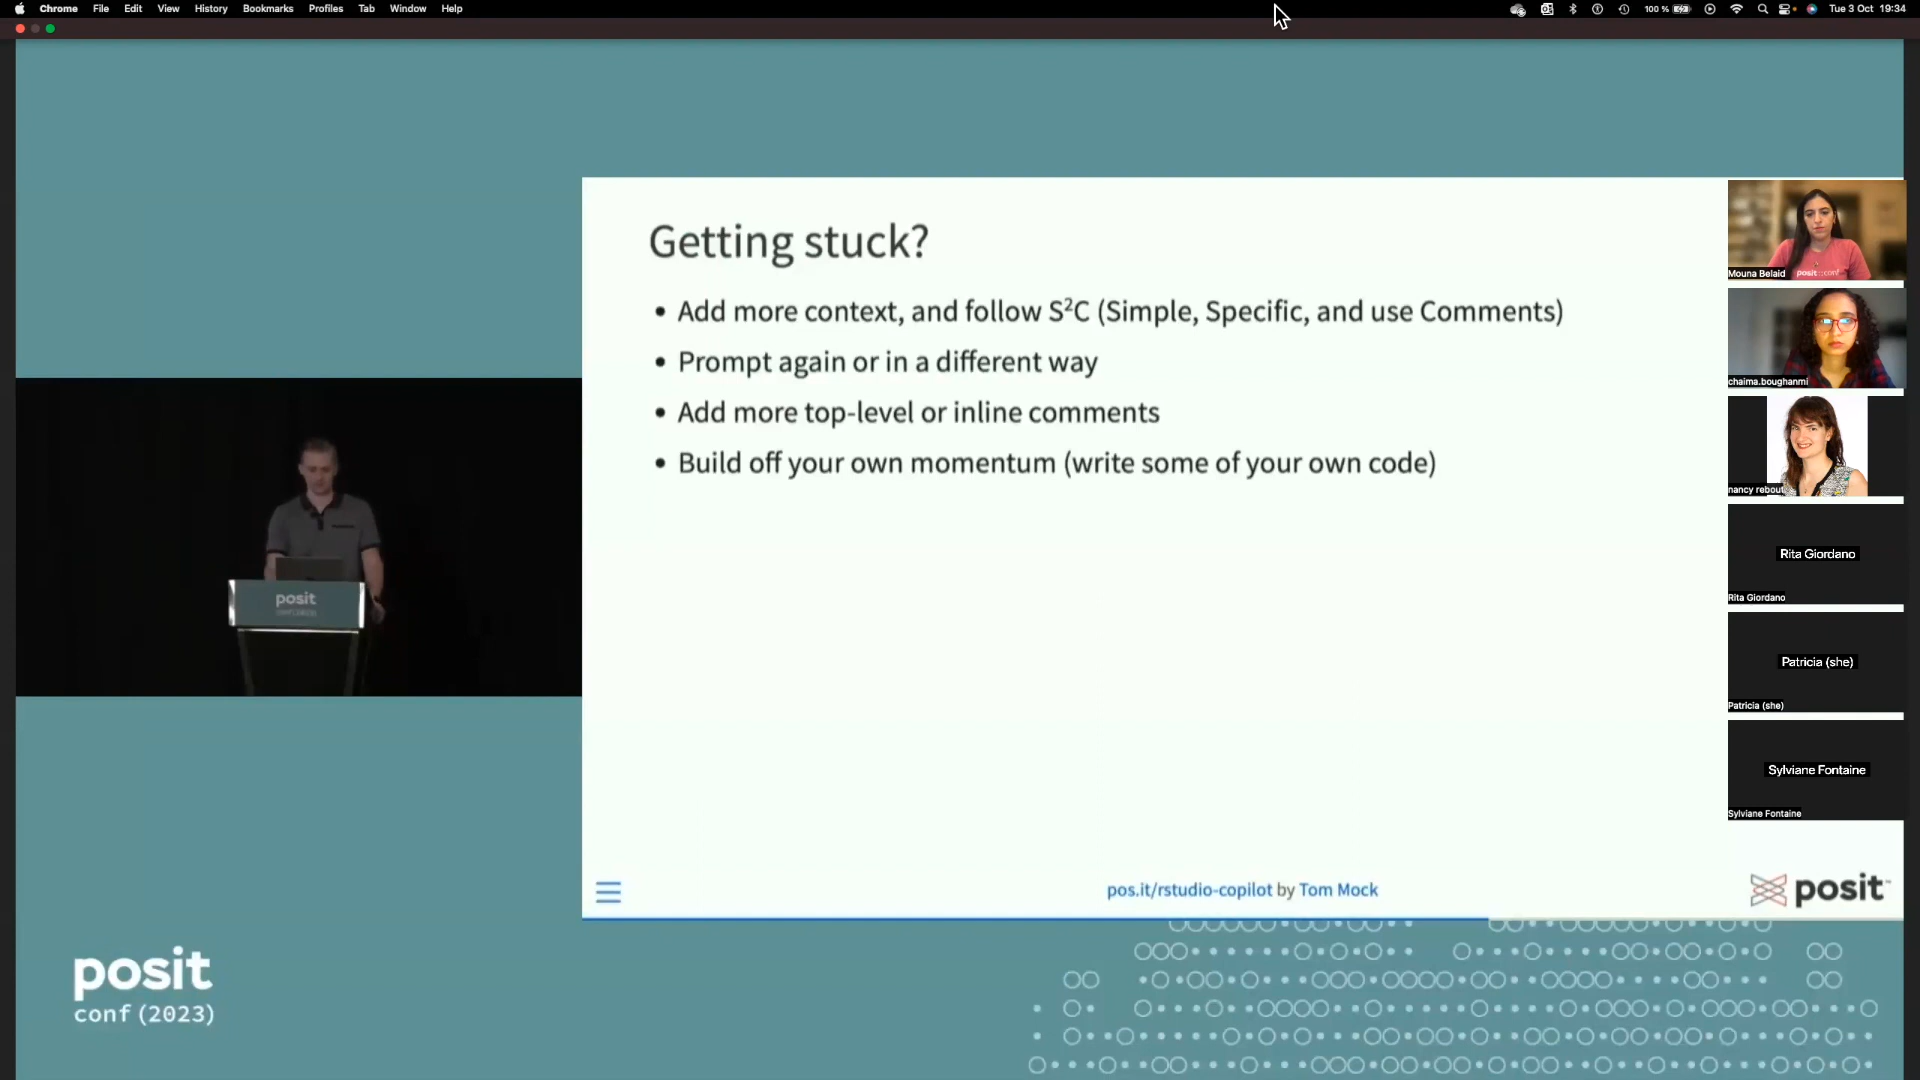 Chrome File Edit View History Bookmarks Profiles Tab Window Help
100 % Tue 3 Oct 19:34
Getting stuck?
• Add more context, and follow S²C (Simple, Specific, and use Comments)
• Prompt again or in a different way
• Add more top-level or inline comments
• Build off your own momentum (write some of your own code)
pos.it/rstudio-copilot by Tom Mock
posit™
posit
posit
conf (2023)
posit::conf
Mouna Belaid
chaima.boughanmi
nancy rebout
Rita Giordano
Rita Giordano
Patricia (she)
Patricia (she)
Sylviane Fontaine
Sylviane Fontaine